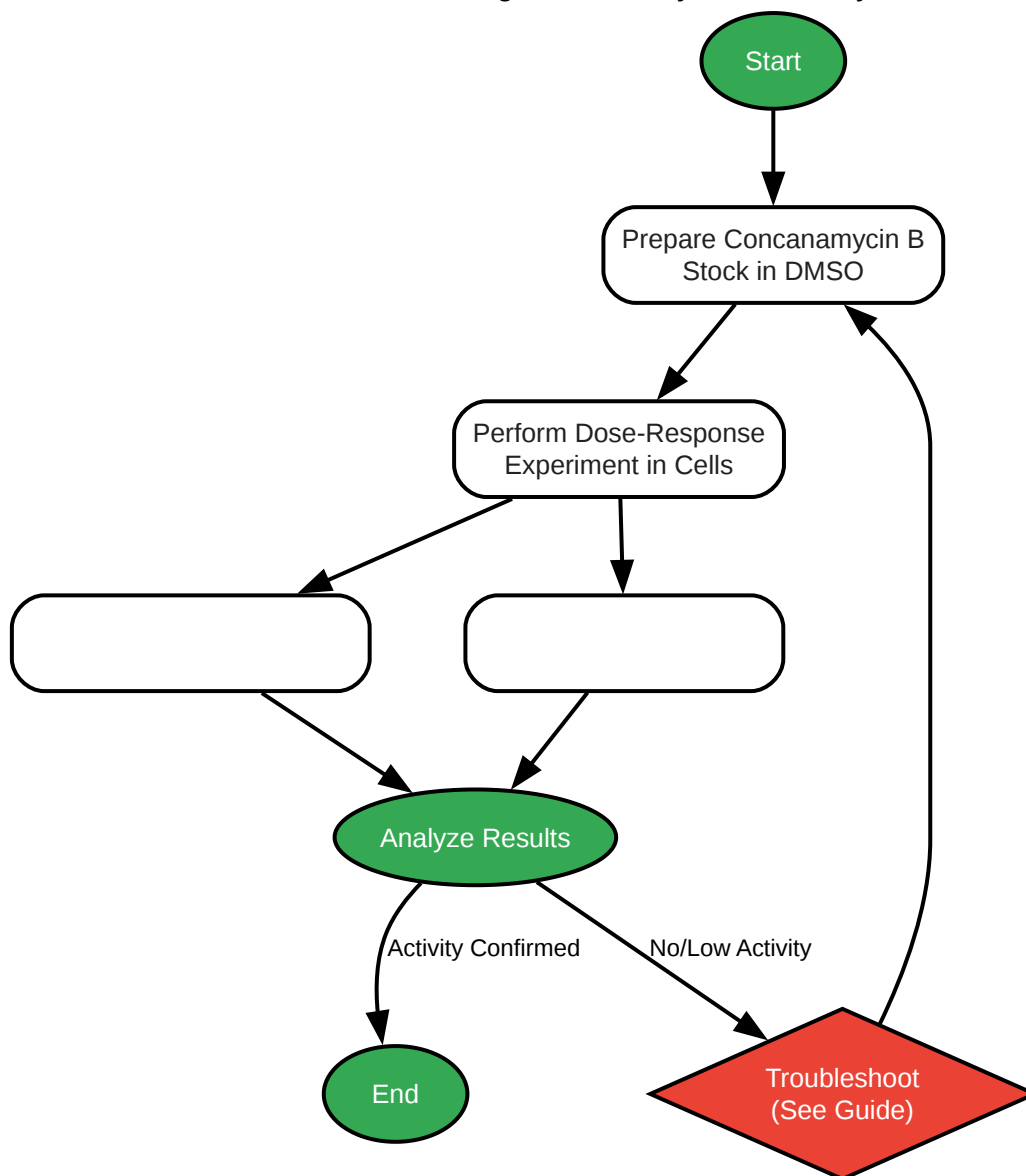 Start
Prepare Concanamycin B
Stock in DMSO
Perform Dose-Response
Experiment in Cells
Analyze Results
Activity Confirmed
No/Low Activity
End
Troubleshoot
(See Guide)